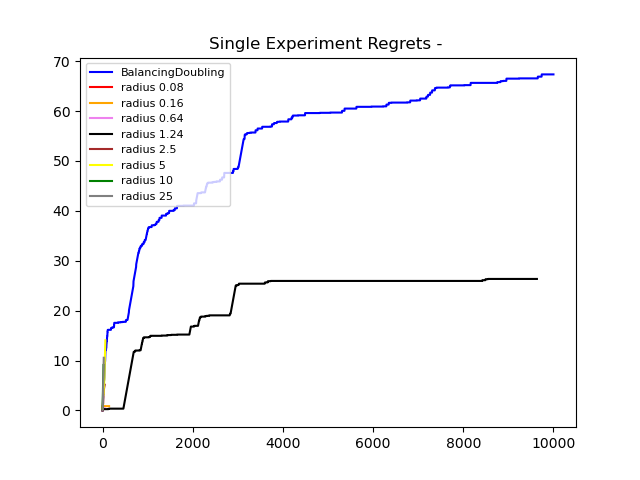 Single Experiment Regrets -
70
60
50
40
30
20
10
0
BalancingDoubling
radius 0.08
radius 0.16
radius 0.64
radius 1.24
radius 2.5
radius 5
radius 10
radius 25
0 2000 4000 6000 8000 10000